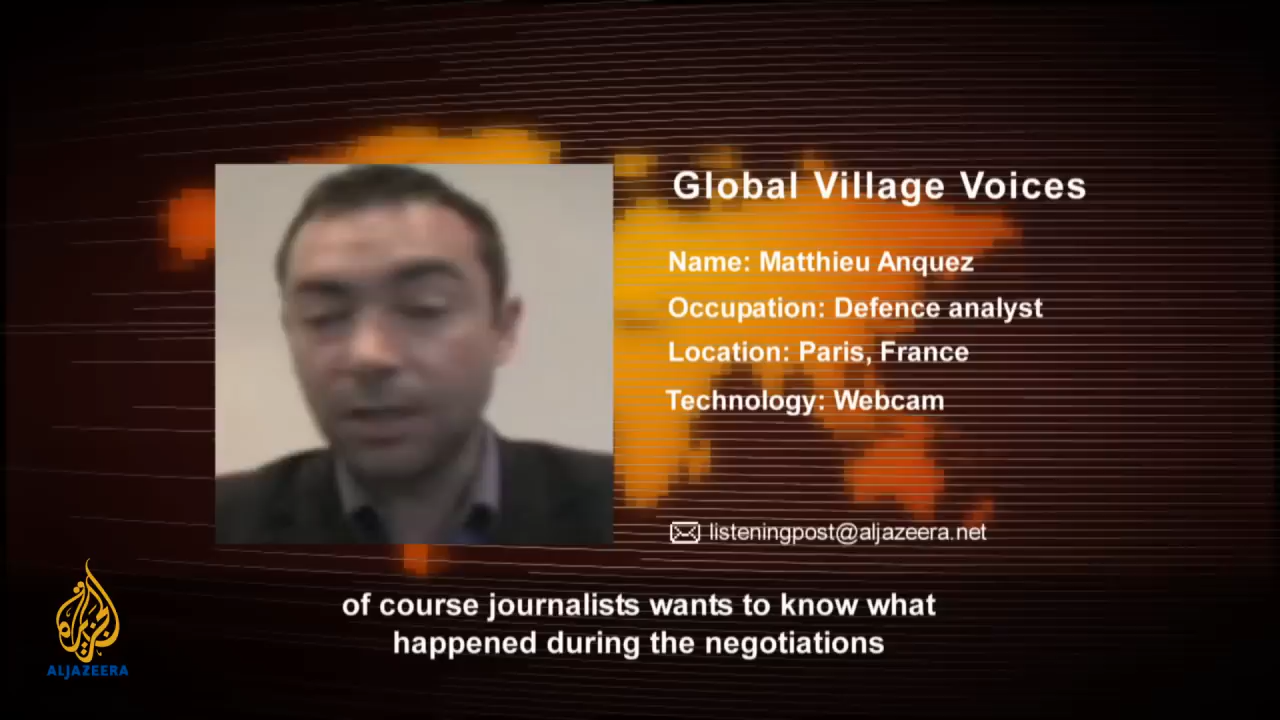 Global Village Voices
Name: Matthieu Anquez
Occupation: Defence analyst
Location: Paris, France
Technology: Webcam
listeningpost@aljazeera.net
of course journalists wants to know what
happened during the negotiations
الجزيرة
ALJAZEERA